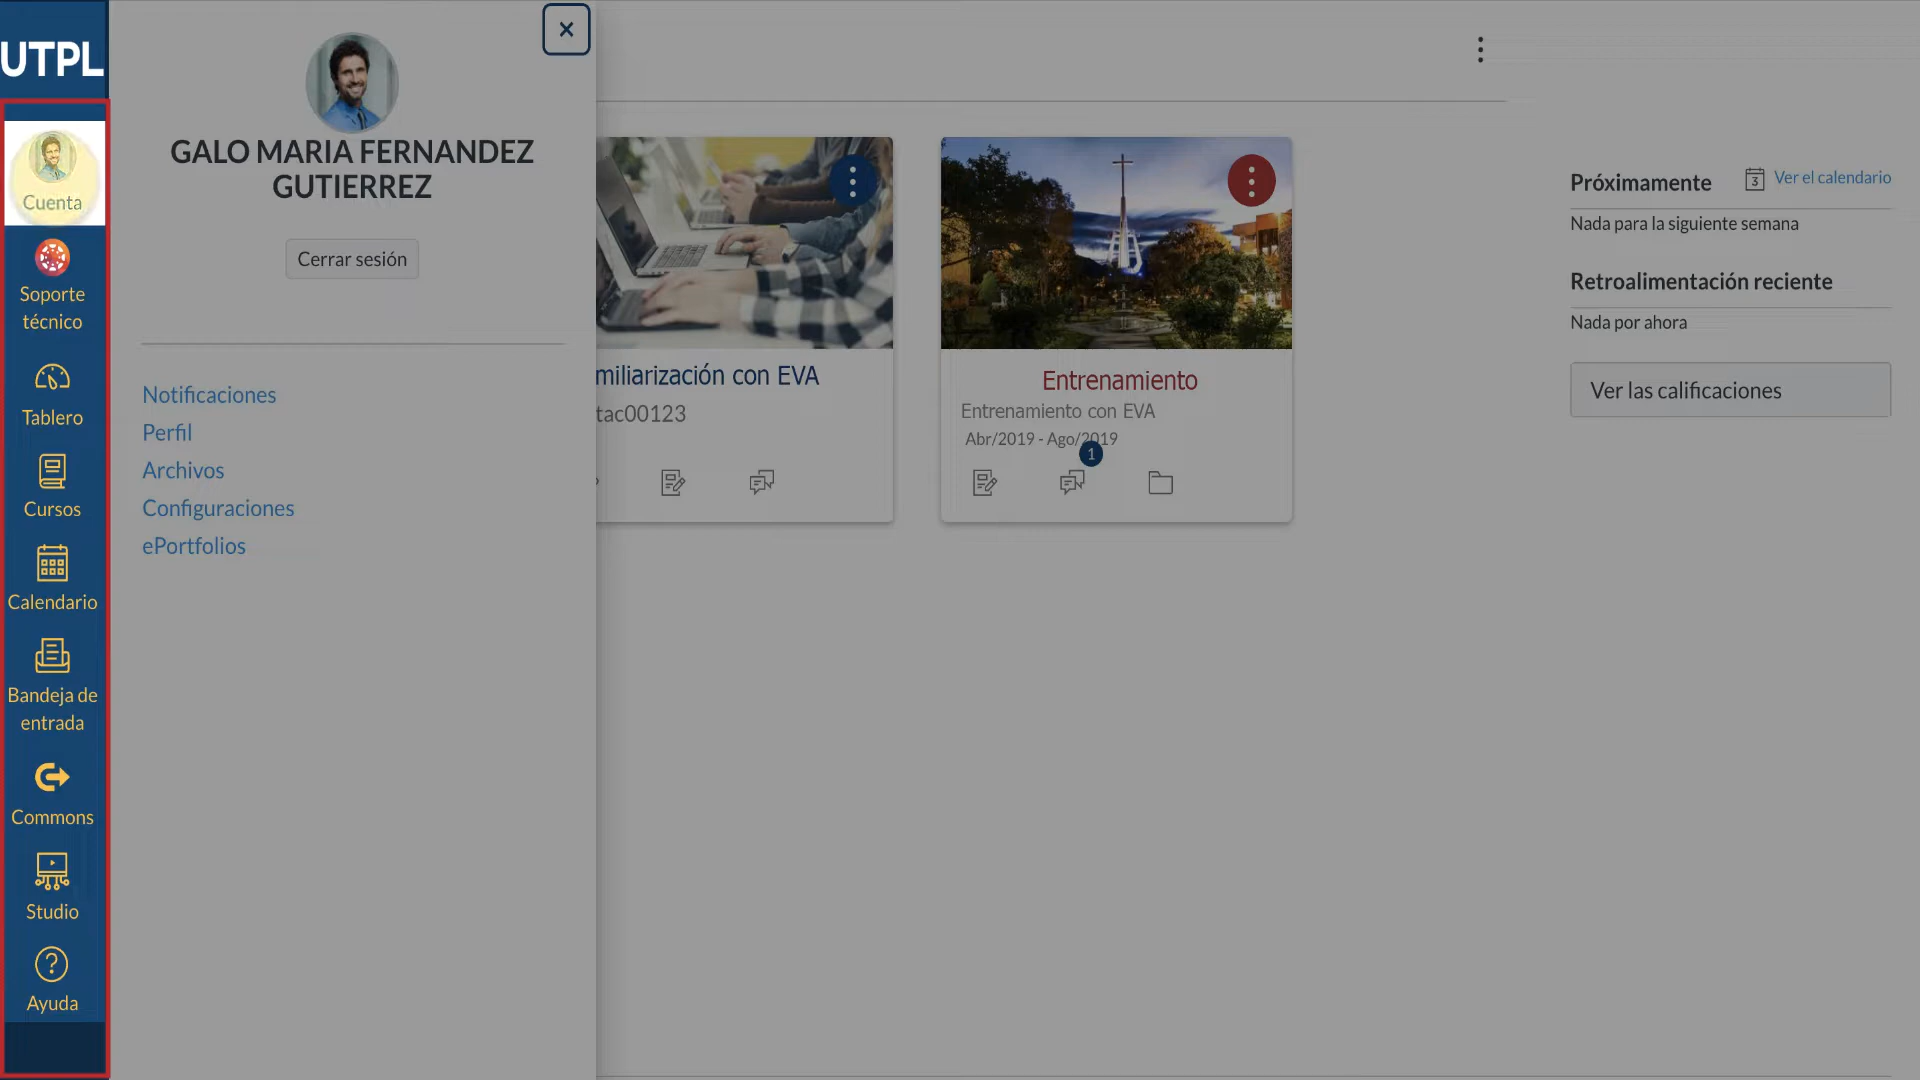 UTPL
Cuenta
Soporte
técnico
Tablero
Cursos
Calendario
Bandeja de
entrada
Commons
Studio
Ayuda
GALO MARIA FERNANDEZ
GUTIERREZ
Cerrar sesión
Notificaciones
Perfil
Archivos
Configuraciones
ePortfolios
miliarización con EVA
tac00123
Entrenamiento
Entrenamiento con EVA
Abr/2019 - Ago/2019
1
Próximamente
3 Ver el calendario
Nada para la siguiente semana
Retroalimentación reciente
Nada por ahora
Ver las calificaciones